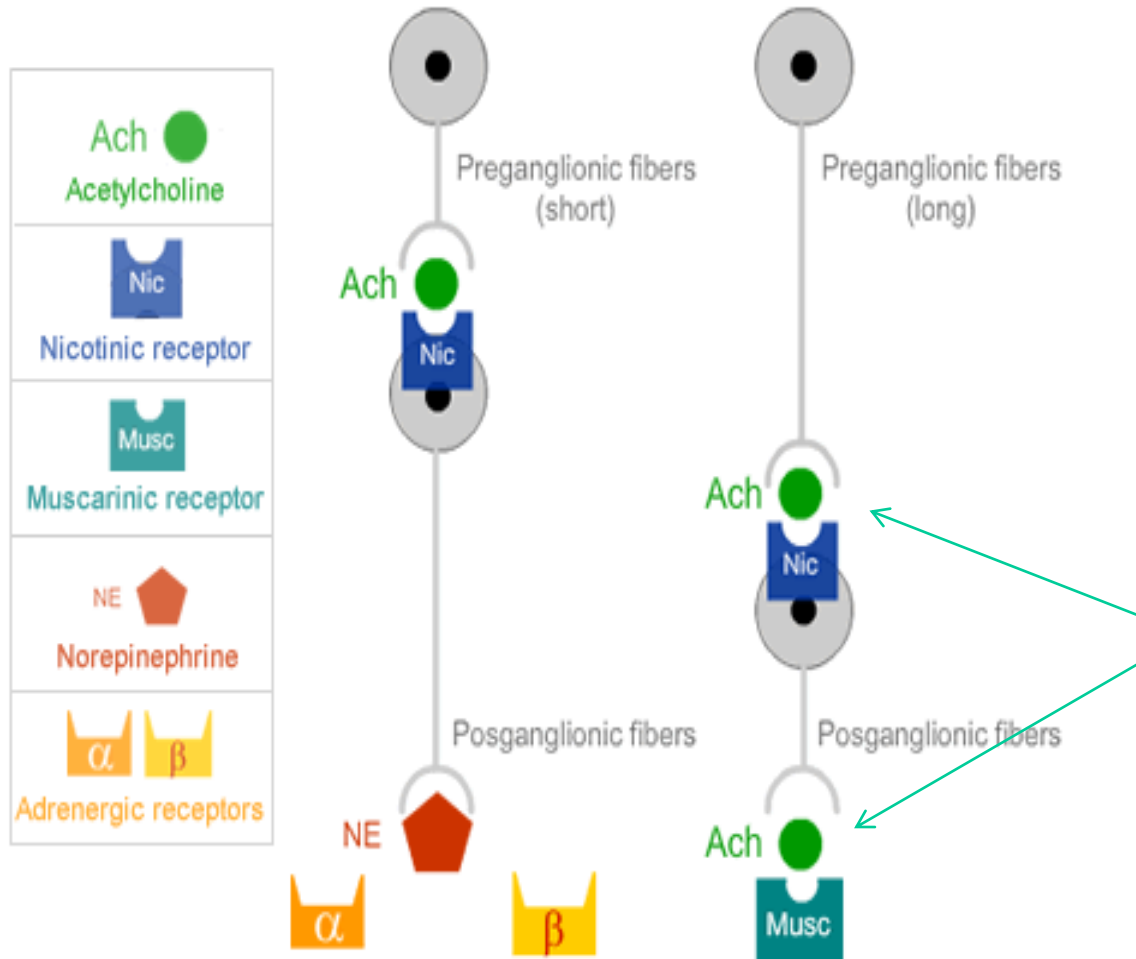 Ach
Acetylcholine
Nic
Nicotinic receptor
Musc
Muscarinic receptor
NE
Norepinephrine
α β
Adrenergic receptors
Preganglionic fibers
(short)
Ach
Nic
Posganglionic fibers
NE
α
β
Preganglionic fibers
(long)
Ach
Nic
Posganglionic fibers
Ach
Musc